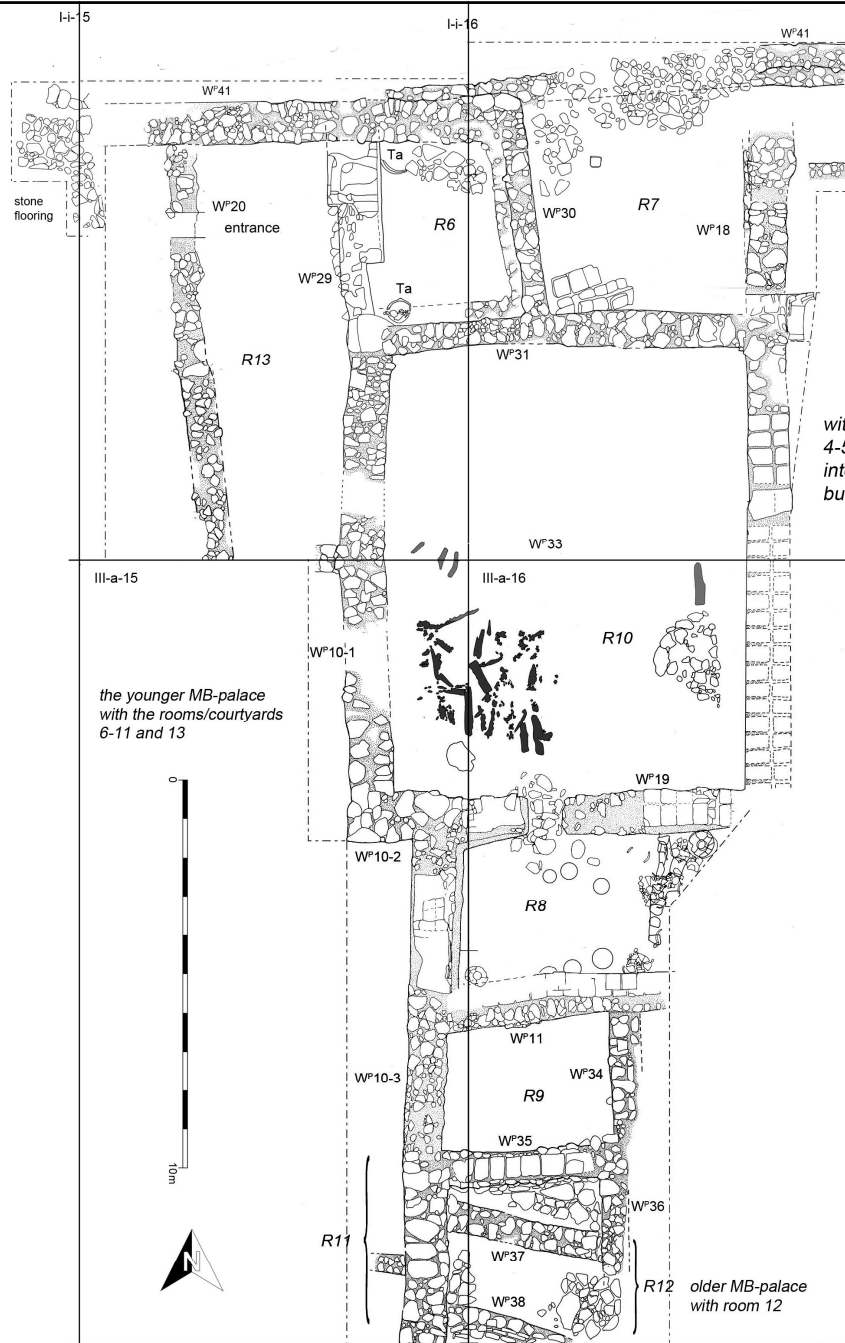 I-i-15
I-i-16
WP41
WP41
Ta
stone
flooring
WP20
entrance
R6
WP30
R7
WP18
WP29
Ta
R13
WP31
wit
4-5
inte
bu
WP33
III-a-15
III-a-16
R10
WP10-1
the younger MB-palace
with the rooms/courtyards
6-11 and 13
0
WP19
WP10-2
R8
WP11
WP10-3
WP34
R9
WP35
10m
WP36
R11
WP37
N
R12 older MB-palace
with room 12
WP38